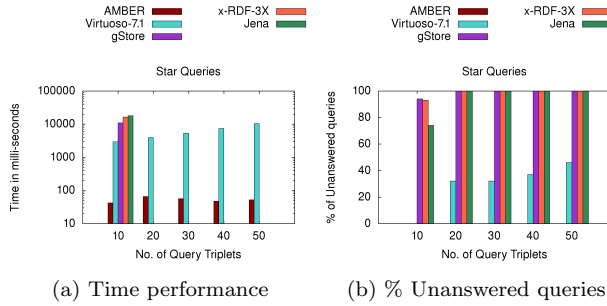 AMBER
Virtuoso-7.1
gStore
x-RDF-3X
Jena
Star Queries
Time in milli-seconds
100000
10000
1000
100
10
10 20 30 40 50
No. of Query Triplets
(a) Time performance
AMBER
Virtuoso-7.1
gStore
x-RDF-3X
Jena
Star Queries
% of Unanswered queries
100
80
60
40
20
0
10 20 30 40 50
No. of Query Triplets
(b) % Unanswered queries